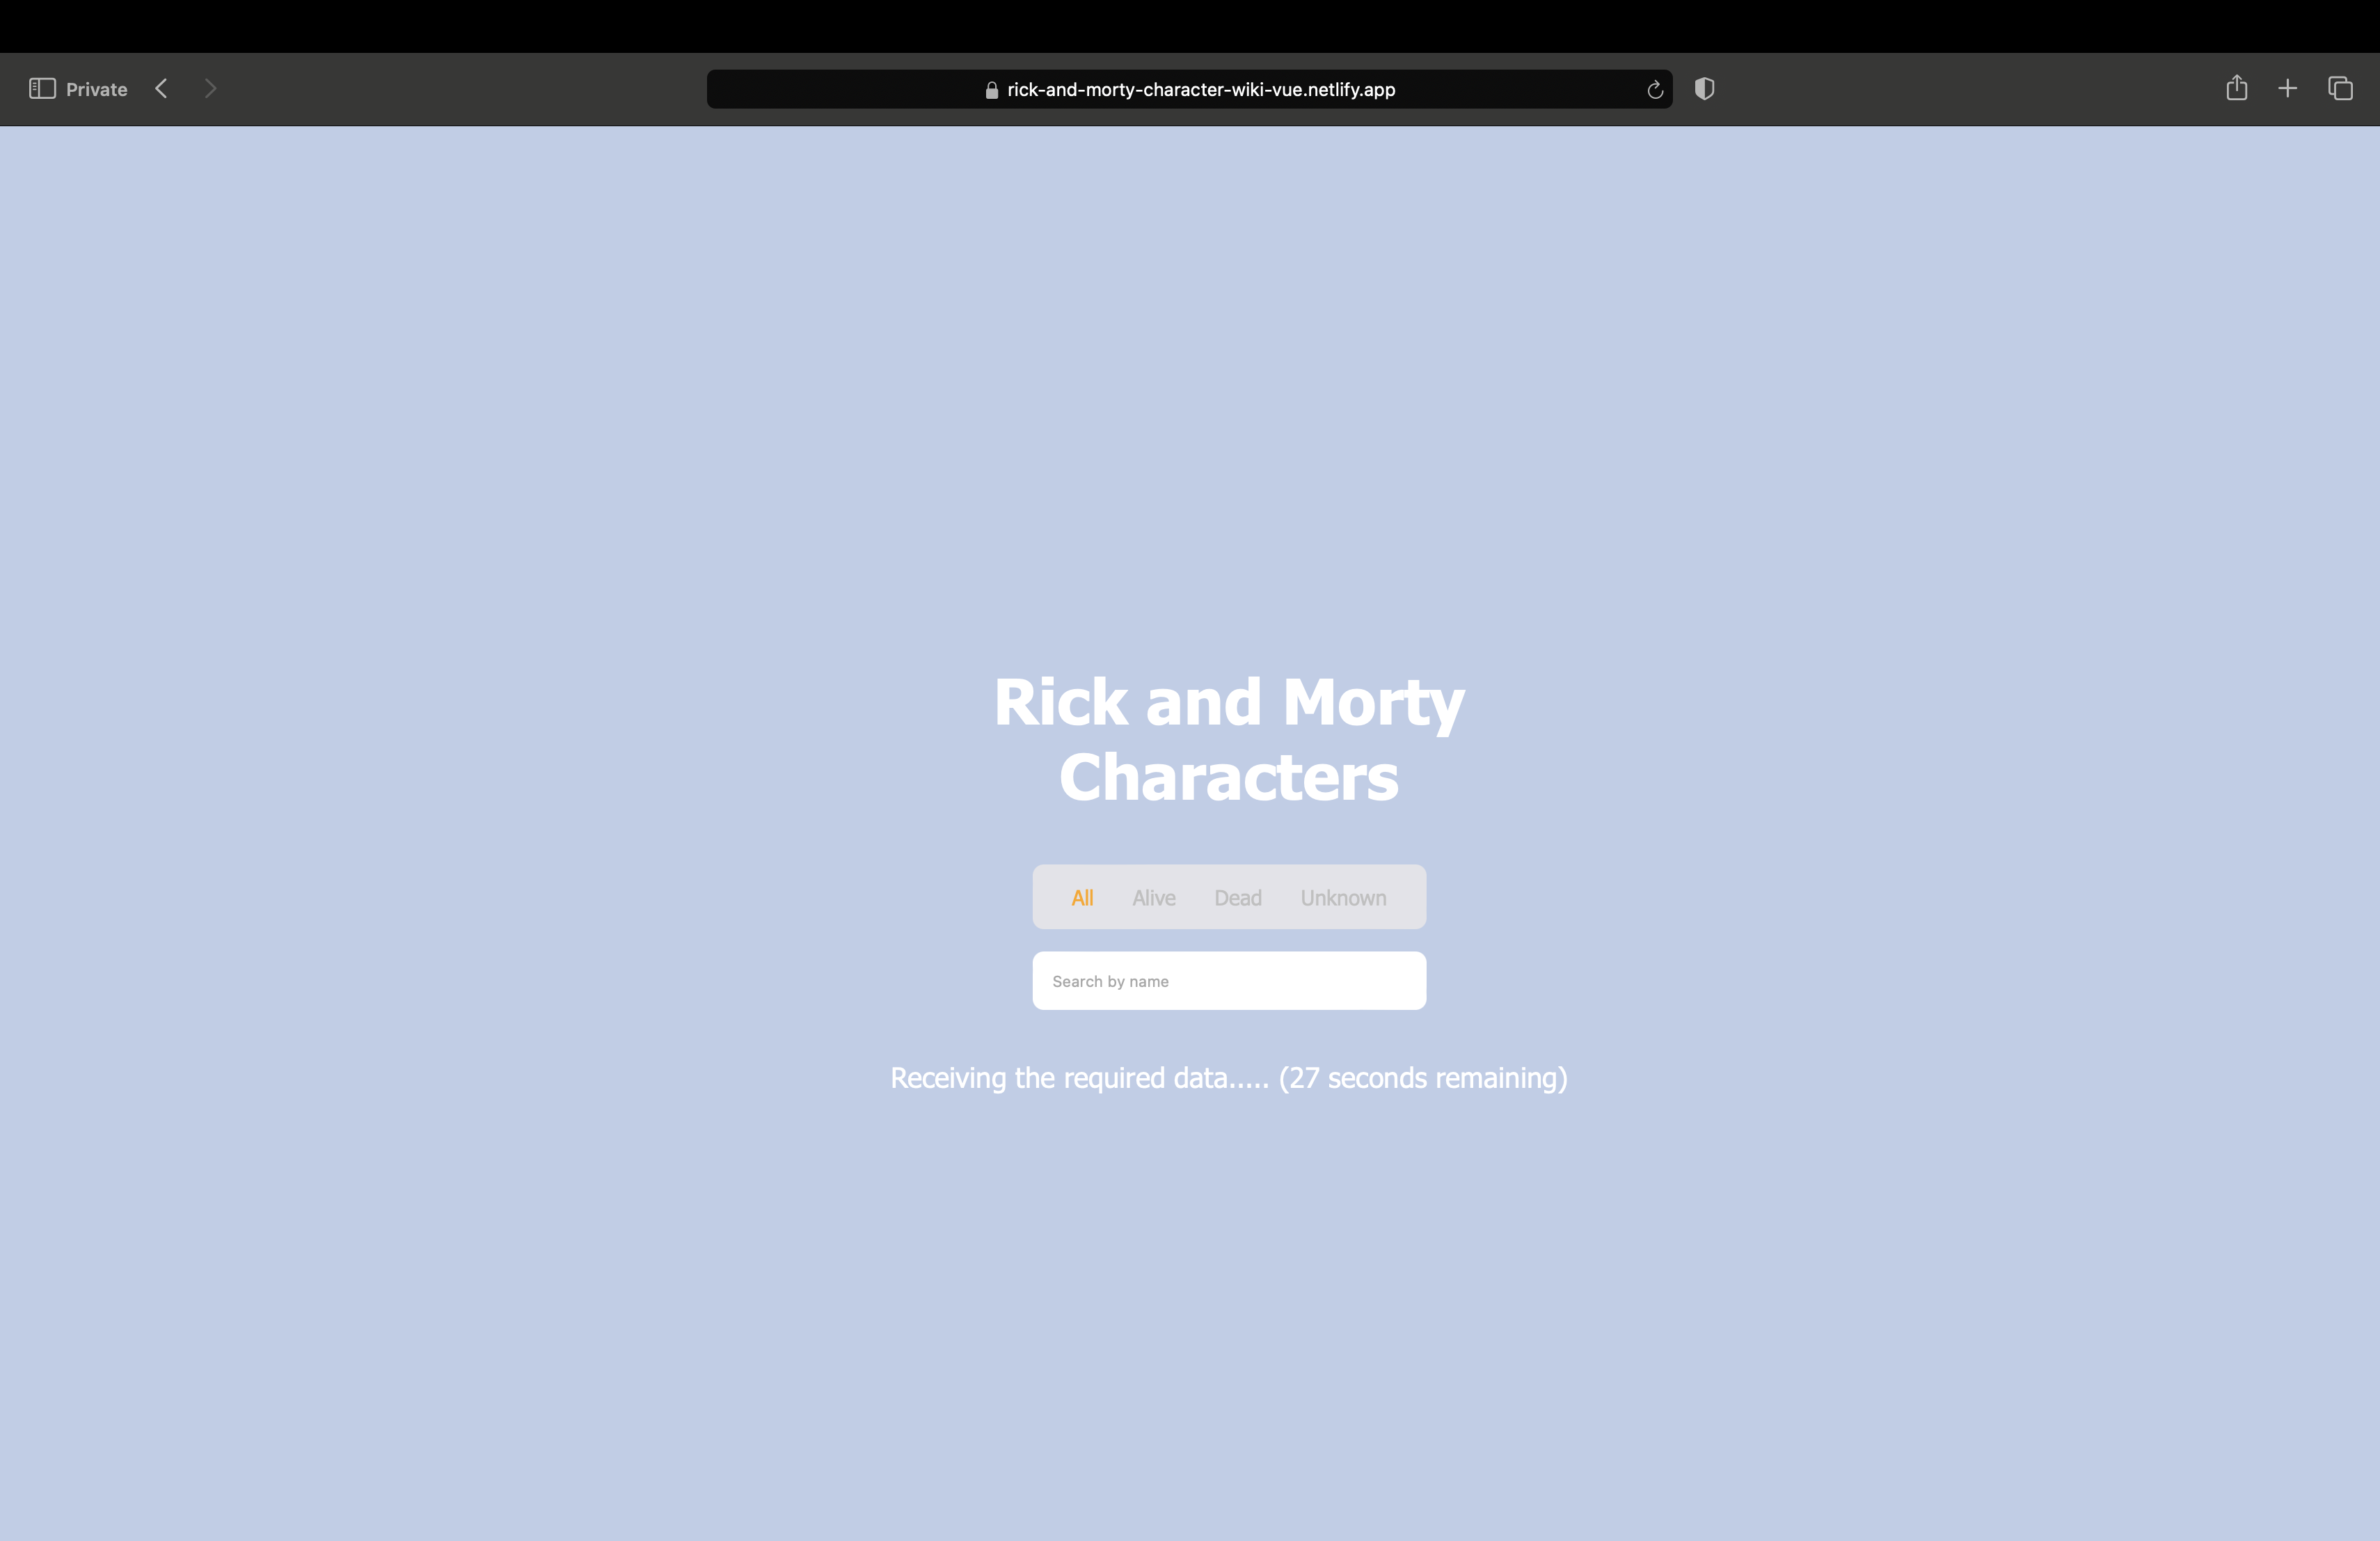 Private
rick-and-morty-character-wiki-vue.netlify.app
Rick and Morty
Characters
All Alive Dead Unknown
Search by name
Receiving the required data..... (27 seconds remaining)